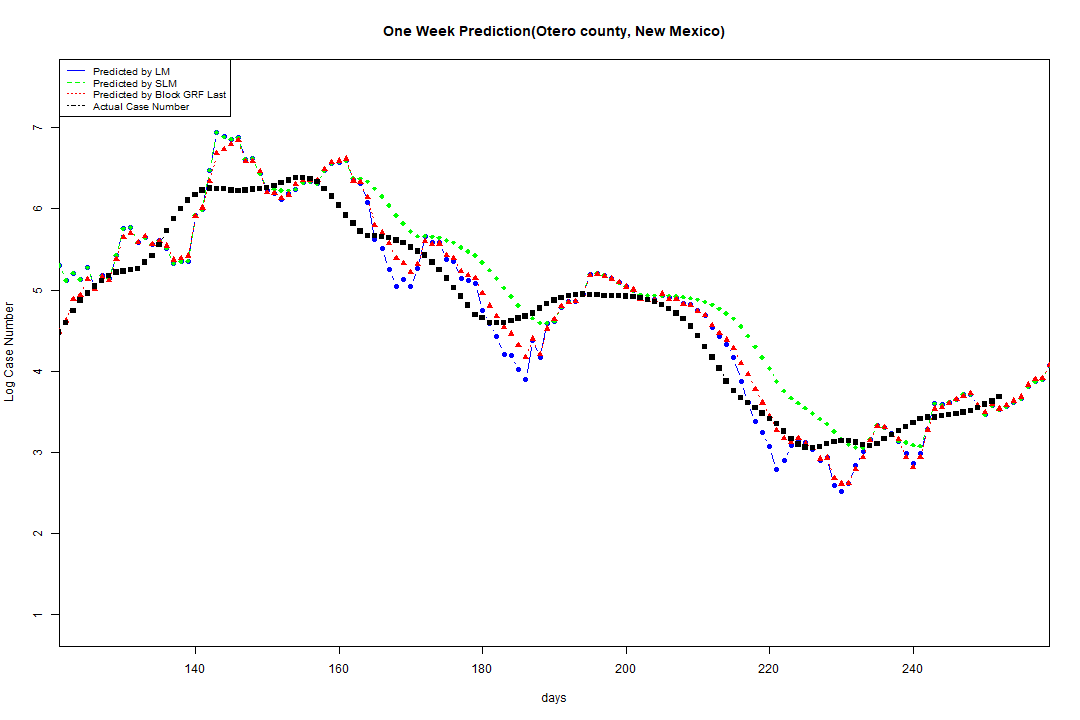 One Week Prediction(Otero county, New Mexico)
Predicted by LM
Predicted by SLM
Predicted by Block GRF Last
Actual Case Number
Log Case Number
7
6
5
4
3
2
1
140 160 180 200 220 240
days